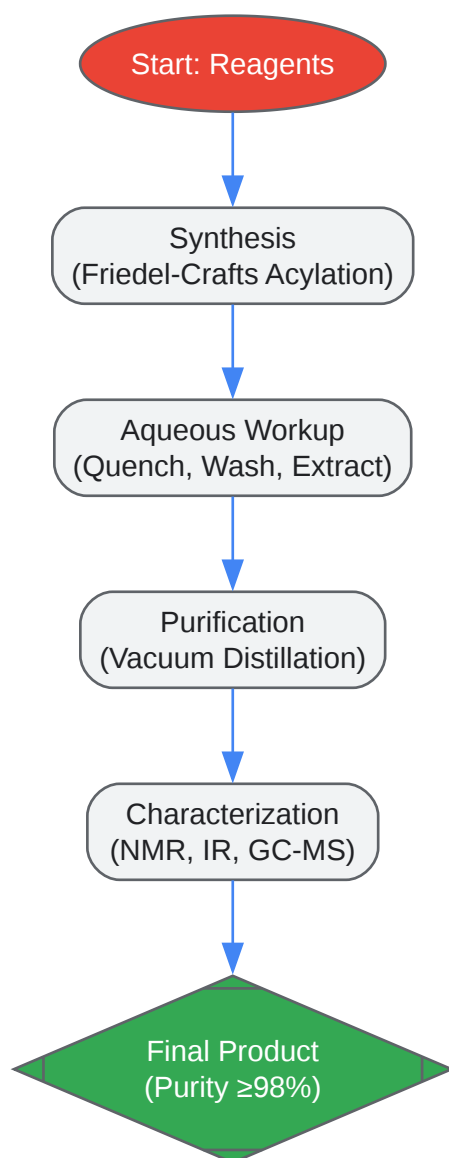 Start: Reagents
Synthesis
(Friedel-Crafts Acylation)
Aqueous Workup
(Quench, Wash, Extract)
Purification
(Vacuum Distillation)
Characterization
(NMR, IR, GC-MS)
Final Product
(Purity ≥98%)